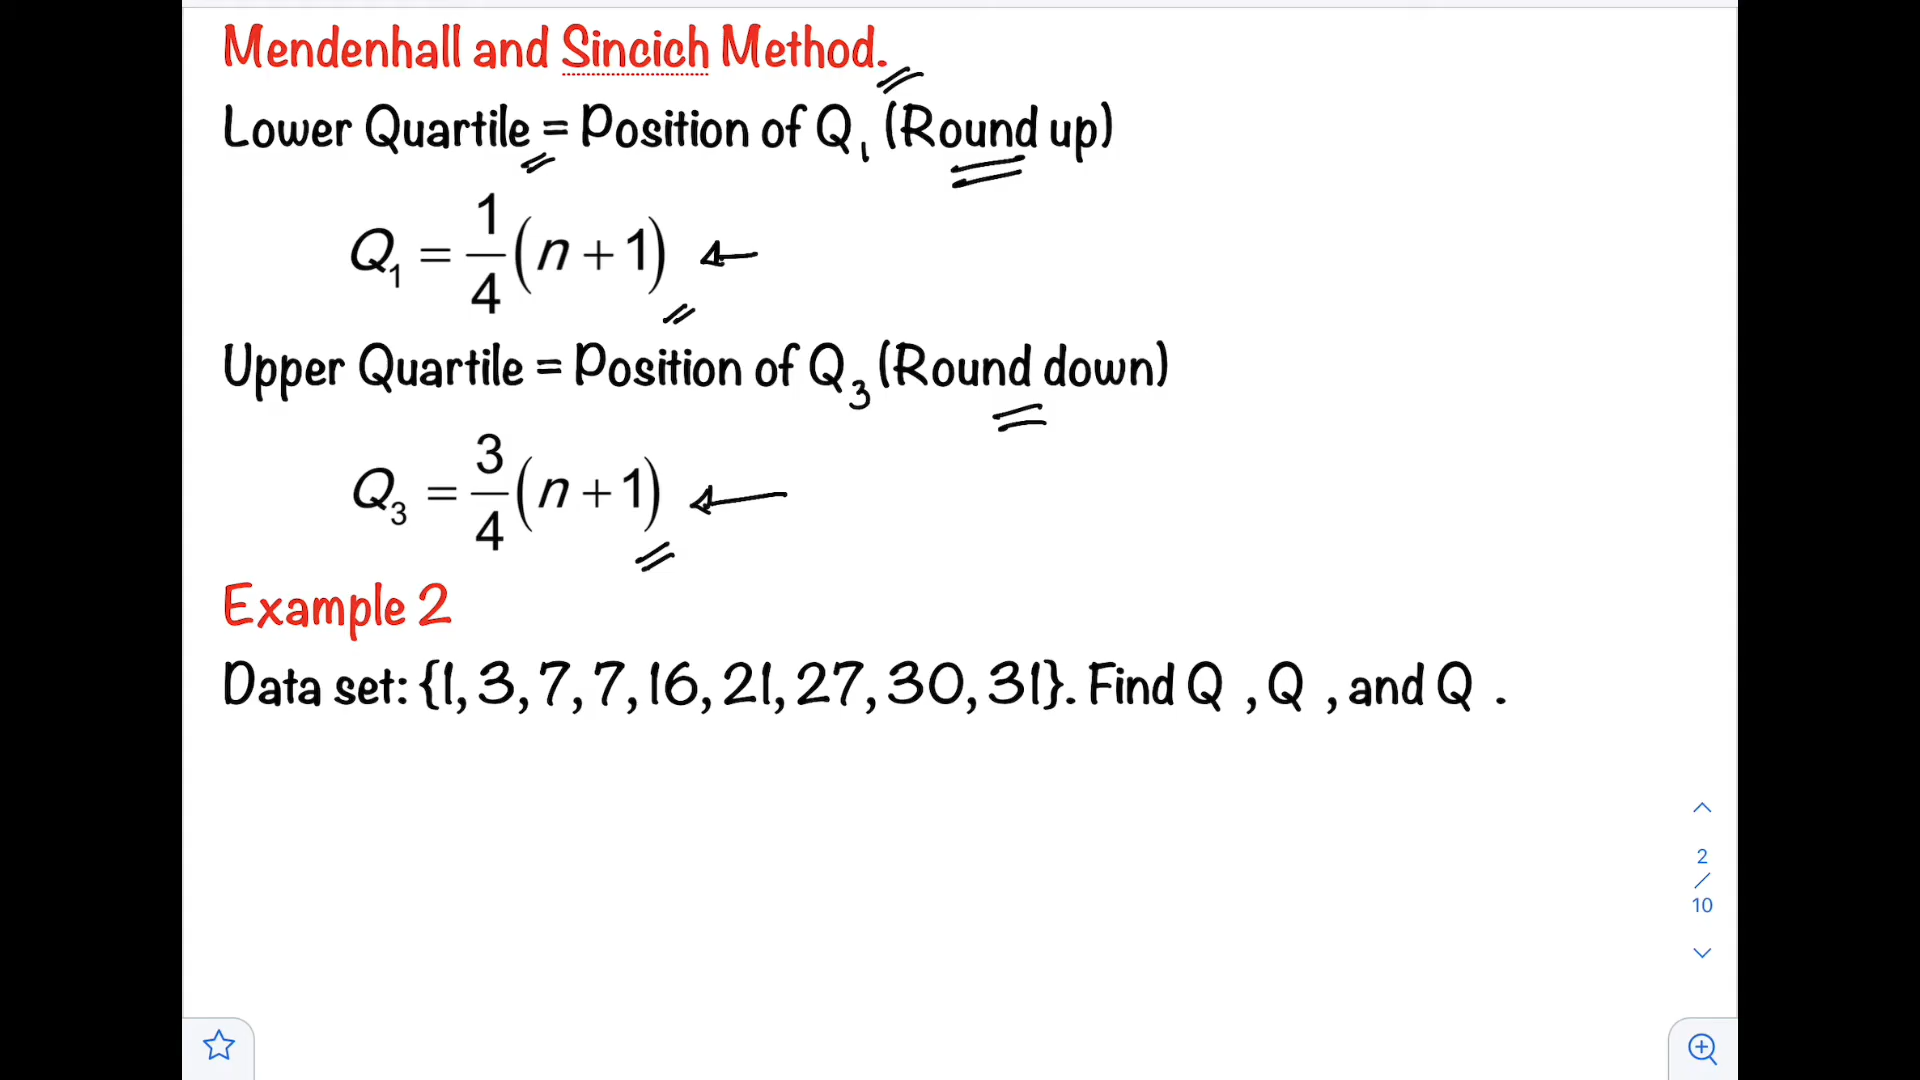 Mendenhall and Sincich Method.
Lower Quartile = Position of Q₁ (Round up)
Q₁ = 1/4 (n + 1)
Upper Quartile = Position of Q₃ (Round down)
Q₃ = 3/4 (n + 1)
Example 2
Data set: {1, 3, 7, 7, 16, 21, 27, 30, 31}. Find Q , Q , and Q .
2
/
10